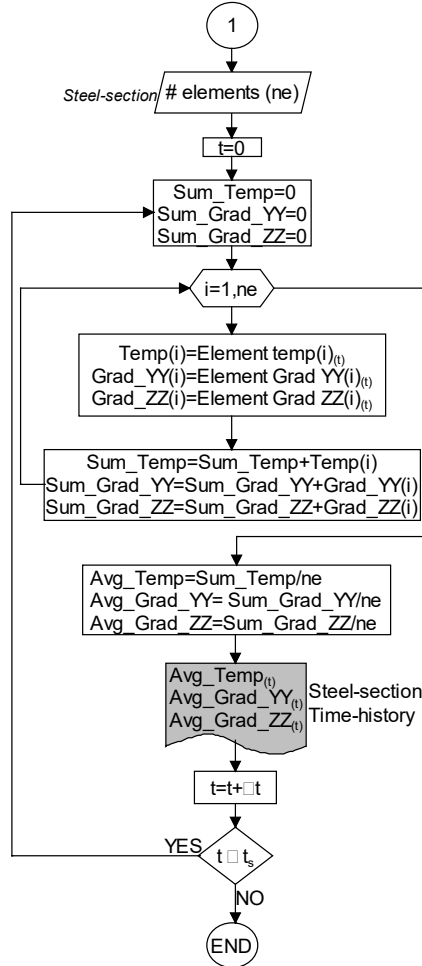 1
Steel-section
# elements (ne)
t=0
Sum_Temp=0
Sum_Grad_YY=0
Sum_Grad_ZZ=0
i=1,ne
Temp(i)=Element temp(i)(t)
Grad_YY(i)=Element Grad YY(i)(t)
Grad_ZZ(i)=Element Grad ZZ(i)(t)
Sum_Temp=Sum_Temp+Temp(i)
Sum_Grad_YY=Sum_Grad_YY+Grad_YY(i)
Sum_Grad_ZZ=Sum_Grad_ZZ+Grad_ZZ(i)
Avg_Temp=Sum_Temp/ne
Avg_Grad_YY= Sum_Grad_YY/ne
Avg_Grad_ZZ=Sum_Grad_ZZ/ne
Avg_Temp(t)
Avg_Grad_YY(t)
Avg_Grad_ZZ(t)
Steel-section
Time-history
t=t+□t
YES
t □ ts
NO
END